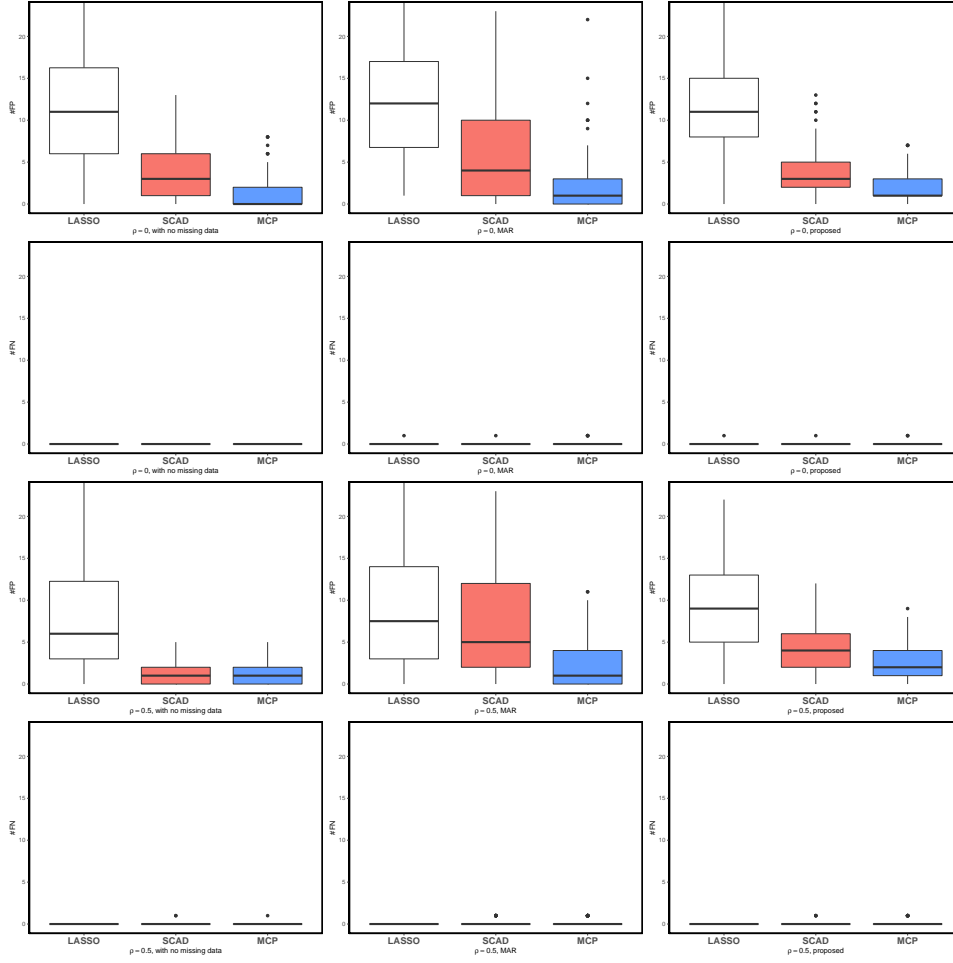 #FP
20
15
10
5
0
LASSO SCAD MCP
ρ = 0, with no missing data
#FP
20
15
10
5
0
LASSO SCAD MCP
ρ = 0, MAR
#FP
20
15
10
5
0
LASSO SCAD MCP
ρ = 0, proposed
#FN
20
15
10
5
0
LASSO SCAD MCP
ρ = 0, with no missing data
#FN
20
15
10
5
0
LASSO SCAD MCP
ρ = 0, MAR
#FN
20
15
10
5
0
LASSO SCAD MCP
ρ = 0, proposed
#FP
20
15
10
5
0
LASSO SCAD MCP
ρ = 0.5, with no missing data
#FP
20
15
10
5
0
LASSO SCAD MCP
ρ = 0.5, MAR
#FP
20
15
10
5
0
LASSO SCAD MCP
ρ = 0.5, proposed
#FN
20
15
10
5
0
LASSO SCAD MCP
ρ = 0.5, with no missing data
#FN
20
15
10
5
0
LASSO SCAD MCP
ρ = 0.5, MAR
#FN
20
15
10
5
0
LASSO SCAD MCP
ρ = 0.5, proposed